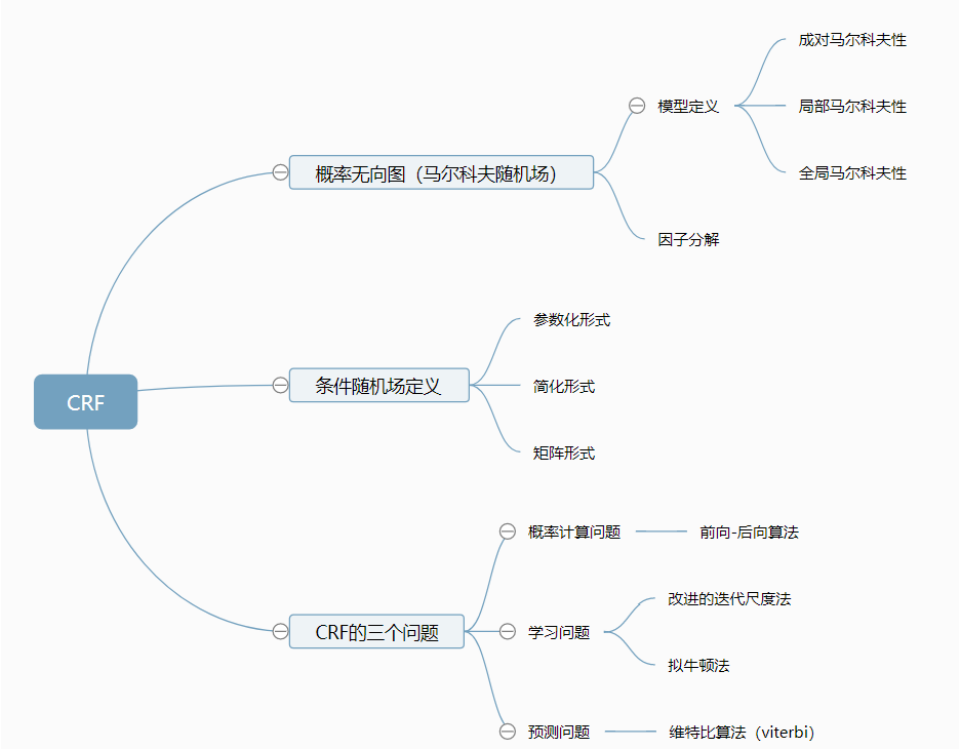 CRF
概率无向图（马尔科夫随机场）
模型定义
成对马尔科夫性
局部马尔科夫性
全局马尔科夫性
因子分解
条件随机场定义
参数化形式
简化形式
矩阵形式
CRF的三个问题
概率计算问题
前向-后向算法
学习问题
改进的迭代尺度法
拟牛顿法
预测问题
维特比算法（viterbi）